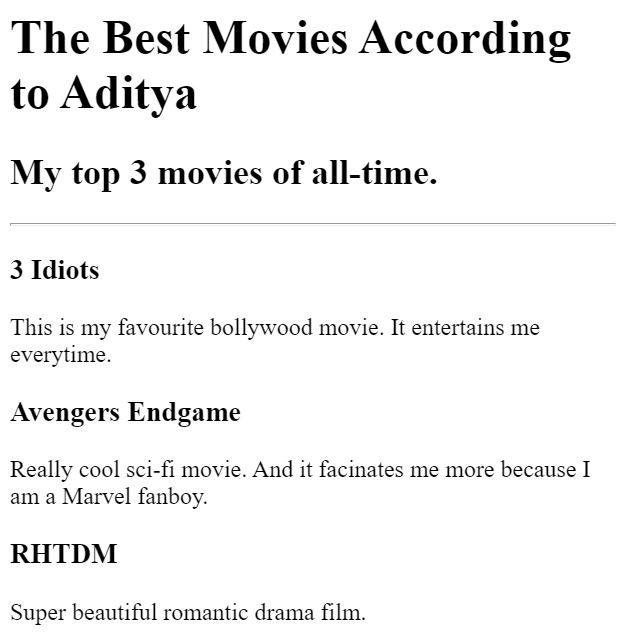 The Best Movies According
to Aditya
My top 3 movies of all-time.
3 Idiots
This is my favourite bollywood movie. It entertains me
everytime.
Avengers Endgame
Really cool sci-fi movie. And it facinates me more because I
am a Marvel fanboy.
RHTDM
Super beautiful romantic drama film.